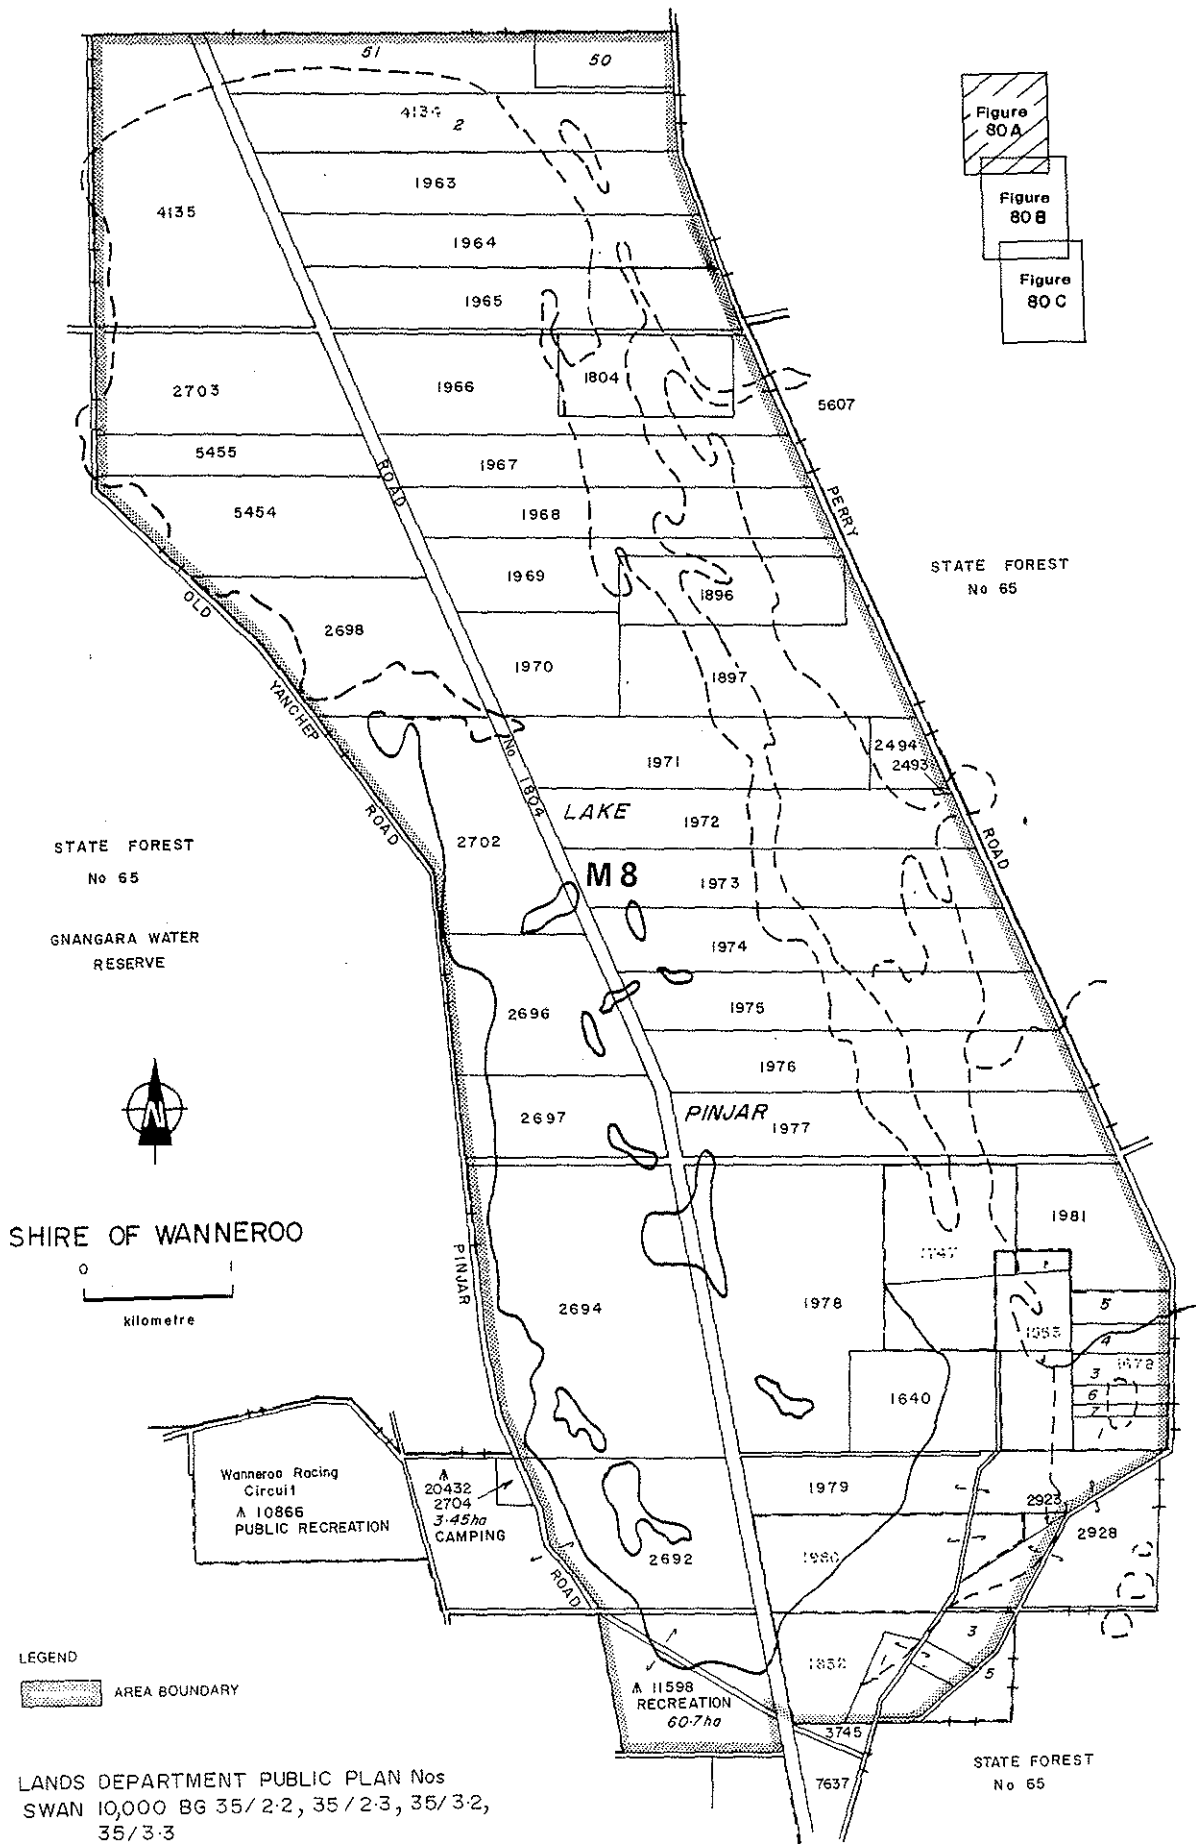 51
50
4134
2
Figure
80A
1963
4135
Figure
80B
1964
Figure
80C
1965
1804
2703
1966
5607
5455
1967
ROAD
PERRY
5454
1968
STATE FOREST
No 65
1969
1896
OLD
2698
1970
1897
YANCHEP
No 1804
1971
2494
2493
LAKE
1972
ROAD
ROAD
2702
STATE FOREST
No 65
M8
1973
GNANGARA WATER
RESERVE
1974
2696
1975
1976
N
2697
PINJAR
1977
1981
SHIRE OF WANNEROO
0 1
kilometre
PINJAR
1
2694
1978
5
4
3
1640
6
7
Wanneroo Racing
Circuit
A 10866
PUBLIC RECREATION
A
20432
2704
3·45ha
CAMPING
1979
2923
2928
2692
1980
ROAD
3
LEGEND
1832
5
AREA BOUNDARY
A 11598
RECREATION
60·7ha
3745
STATE FOREST
No 65
7637
LANDS DEPARTMENT PUBLIC PLAN Nos
SWAN 10,000 BG 35/2·2, 35/2·3, 35/3·2,
35/3·3